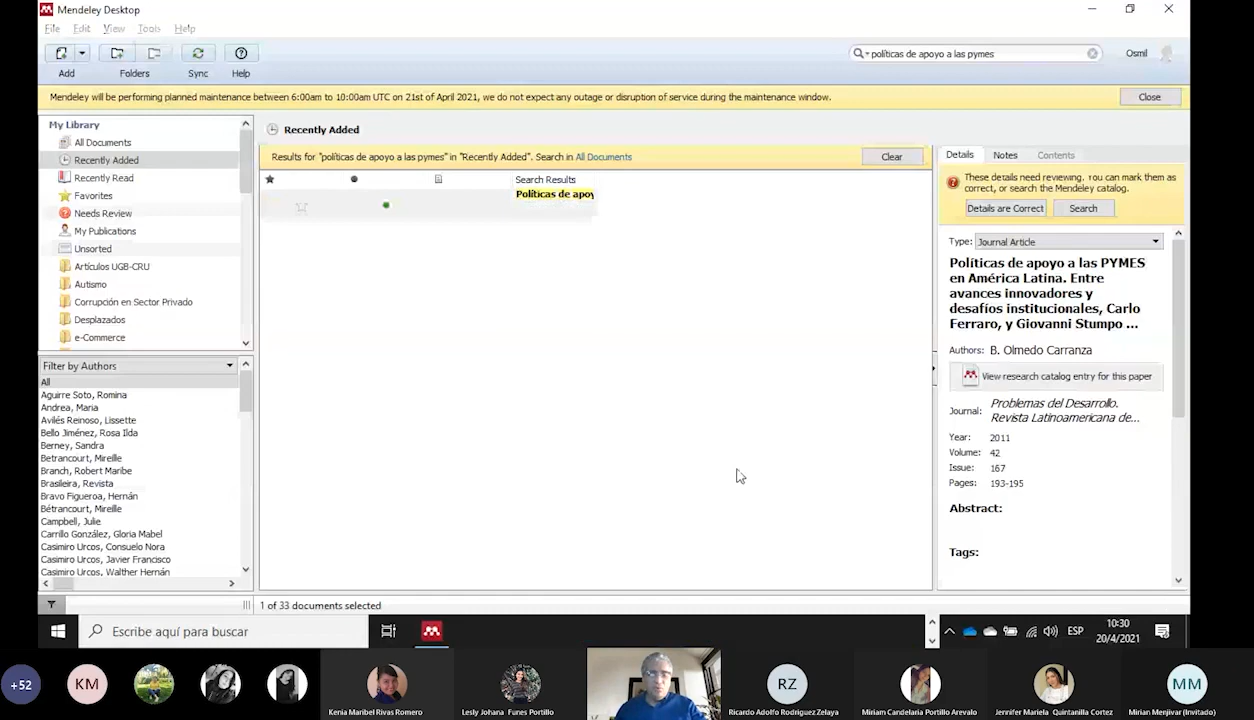 Mendeley Desktop
File Edit View Tools Help
políticas de apoyo a las pymes
Osmil
Add Folders Sync Help
Mendeley will be performing planned maintenance between 6:00am to 10:00am UTC on 21st of April 2021, we do not expect any outage or disruption of service during the maintenance window.
Close
My Library
All Documents
Recently Added
Recently Read
Favorites
Needs Review
My Publications
Unsorted
Artículos UGB-CRU
Autismo
Corrupción en Sector Privado
Desplazados
e-Commerce
Filter by Authors
All
Aguirre Soto, Romina
Andrea, Maria
Avilés Reinoso, Lissette
Bello Jiménez, Rosa Ilda
Berney, Sandra
Betrancourt, Mireille
Branch, Robert Maribe
Brasileira, Revista
Bravo Figueroa, Hernán
Bétrancourt, Mireille
Campbell, Julie
Carrillo González, Gloria Mabel
Casimiro Urcos, Consuelo Nora
Casimiro Urcos, Javier Francisco
Casimiro Urcos, Walther Hernán
Recently Added
Results for "políticas de apoyo a las pymes" in "Recently Added". Search in All Documents
Clear
Search Results
Políticas de apoy
1 of 33 documents selected
Details Notes Contents
These details need reviewing. You can mark them as
correct, or search the Mendeley catalog.
Details are Correct Search
Type: Journal Article
Políticas de apoyo a las PYMES
en América Latina. Entre
avances innovadores y
desafíos institucionales, Carlo
Ferraro, y Giovanni Stumpo ...
Authors: B. Olmedo Carranza
View research catalog entry for this paper
Journal: Problemas del Desarrollo.
Revista Latinoamericana de...
Year: 2011
Volume: 42
Issue: 167
Pages: 193-195
Abstract:
Tags:
Escribe aquí para buscar
ESP
10:30
20/4/2021
+52
KM
Kenia Maribel Rivas Romero
Lesly Johana Funes Portillo
RZ
Ricardo Adolfo Rodriguez Zelaya
Miriam Candelaria Portillo Arevalo
Jennifer Mariela Quintanilla Cortez
MM
Mirian Menjivar (Invitado)